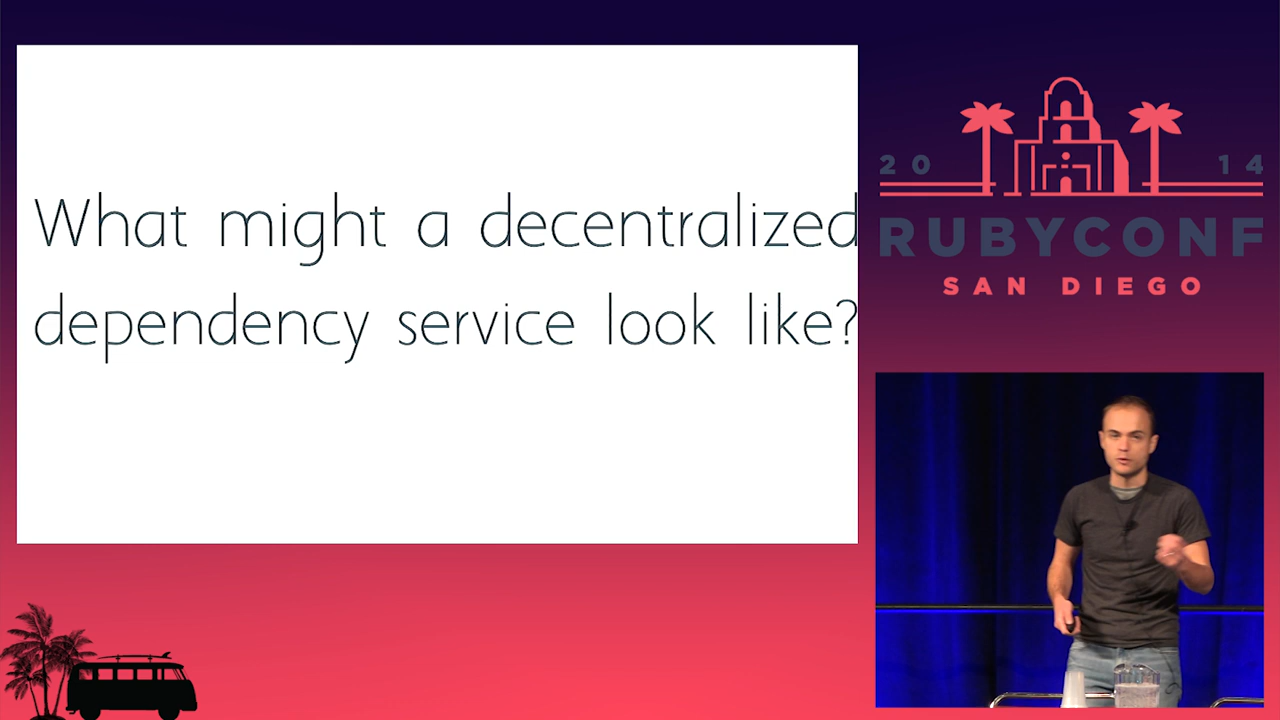 What might a decentralized
dependency service look like?
20 14
RUBYCONF
SAN DIEGO